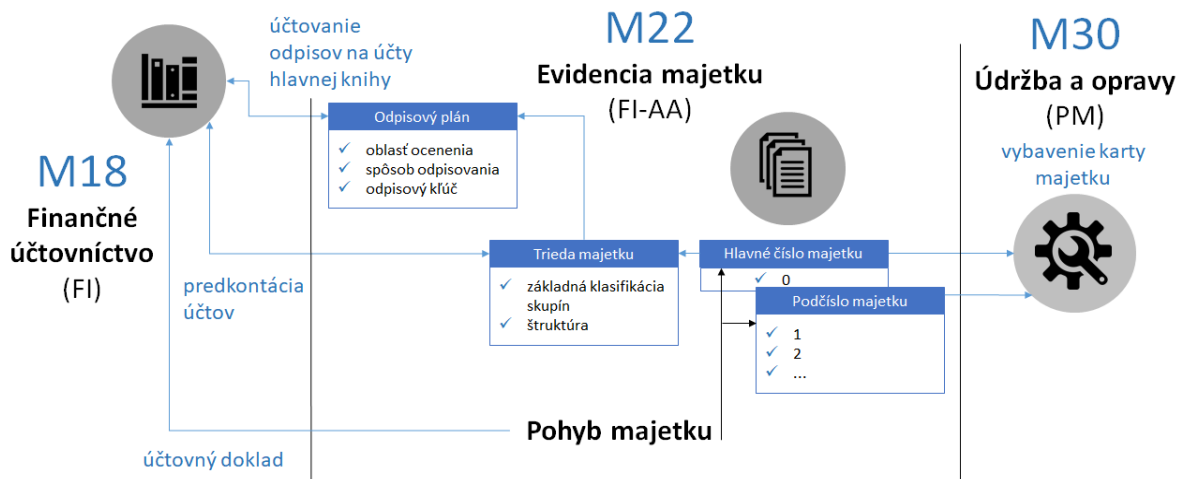 M18
Finančné
účtovníctvo
(FI)
účtovanie
odpisov na účty
hlavnej knihy
predkontácia
účtov
účtovný doklad
M22
Evidencia majetku
(FI-AA)
Odpisový plán
✓ oblasť ocenenia
✓ spôsob odpisovania
✓ odpisový kľúč
Trieda majetku
✓ základná klasifikácia
skupín
✓ štruktúra
Hlavné číslo majetku
✓ 0
Podčíslo majetku
✓ 1
✓ 2
✓ ...
Pohyb majetku
M30
Údržba a opravy
(PM)
vybavenie karty
majetku